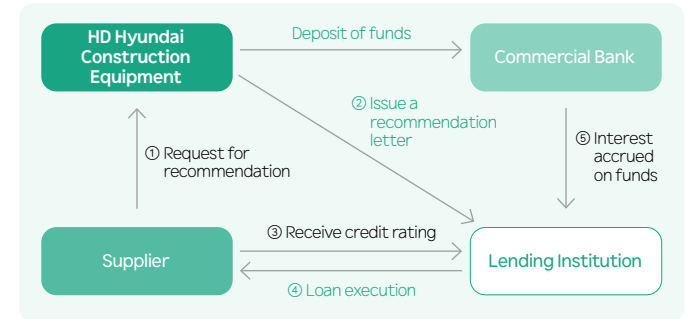 HD Hyundai
Construction
Equipment
Deposit of funds
Commercial Bank
② Issue a
recommendation
letter
⑤ Interest
accrued
on funds
① Request for
recommendation
Supplier
③ Receive credit rating
④ Loan execution
Lending Institution